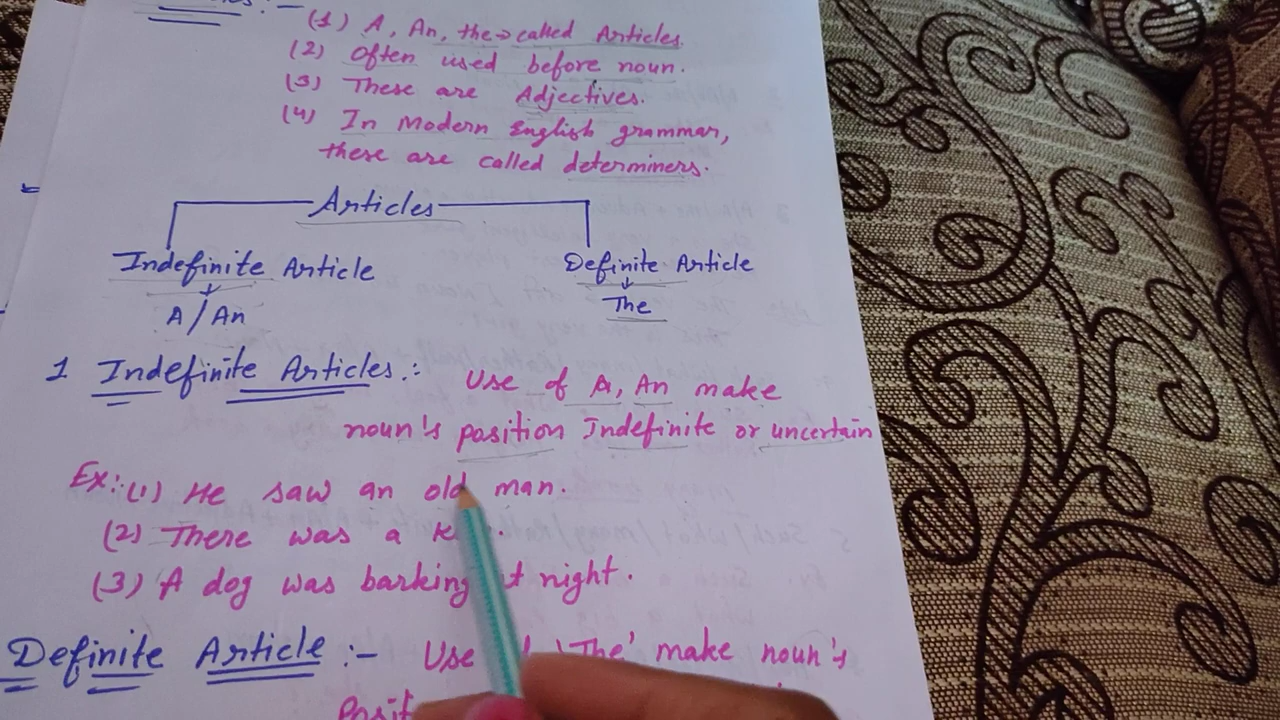 (1) A, An, the → called Articles.
(2) Often used before noun.
(3) These are Adjectives.
(4) In Modern English grammar,
these are called determiners.
Articles
Indefinite Article
Definite Article
A/An
The
1 Indefinite Articles:
Use of A, An make
noun's position Indefinite or uncertain
Ex:(1) He saw an old man.
(2) There was a
(3) A dog was barking night.
Definite Article :- Use 'The' make noun's